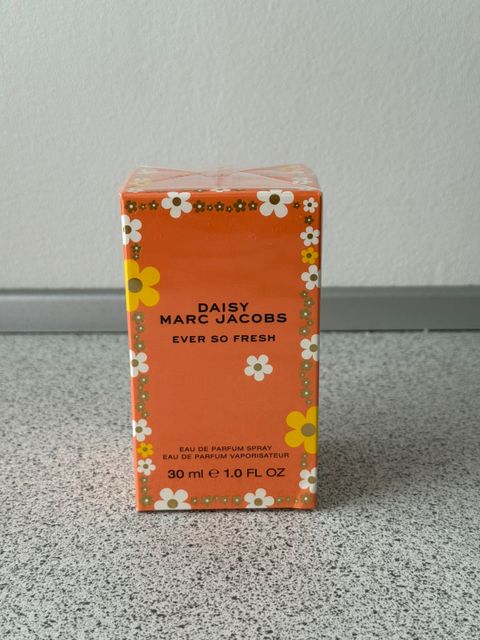 DAISY
MARC JACOBS
EVER SO FRESH
EAU DE PARFUM SPRAY
EAU DE PARFUM VAPORISATEUR
30 ml ℮ 1.0 FL OZ